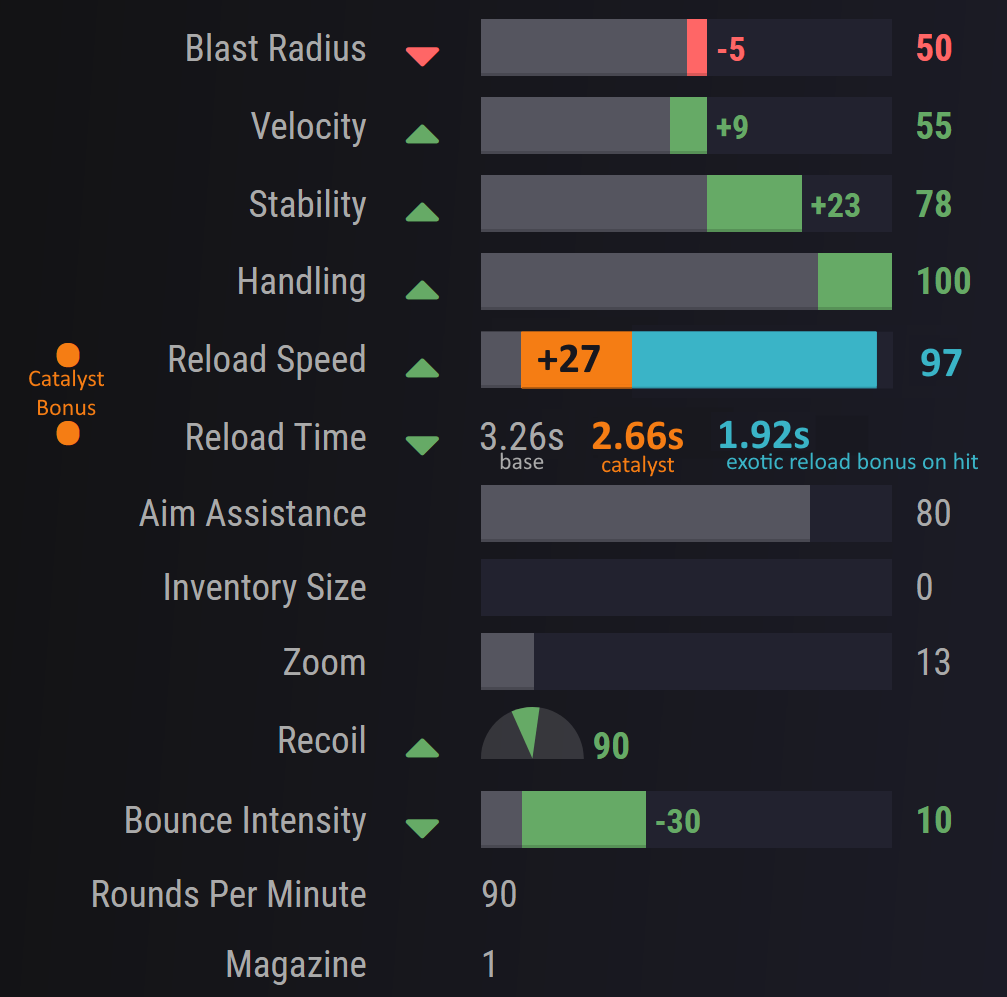 Blast Radius -5 50
Velocity +9 55
Stability +23 78
Handling 100
Reload Speed +27 97
Catalyst
Bonus
Reload Time 3.26s 2.66s 1.92s
base catalyst exotic reload bonus on hit
Aim Assistance 80
Inventory Size 0
Zoom 13
Recoil 90
Bounce Intensity -30 10
Rounds Per Minute 90
Magazine 1